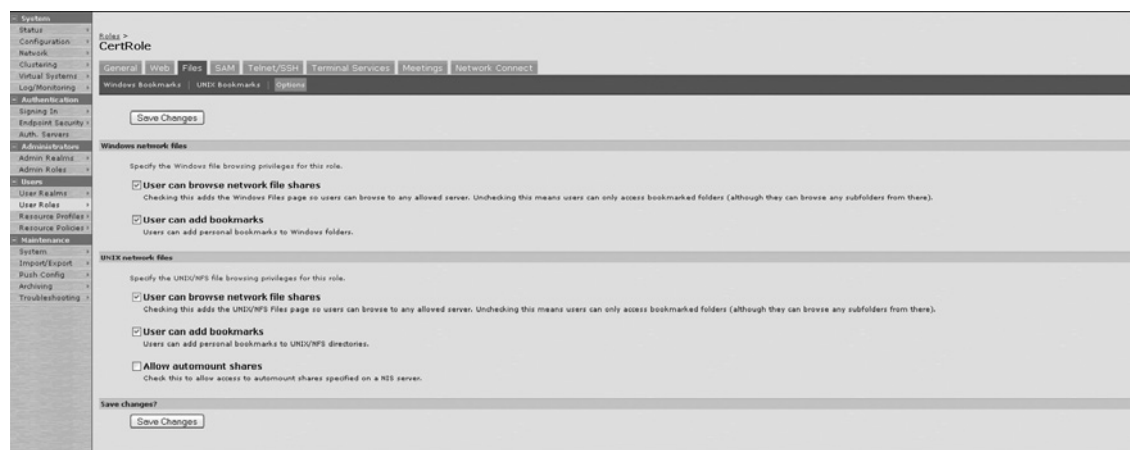 System
Status
Configuration
Network
Clustering
Virtual Systems
Log/Monitoring
Authentication
Signing In
Endpoint Security
Auth. Servers
Administrators
Admin Realms
Admin Roles
Users
User Realms
User Roles
Resource Profiles
Resource Policies
Maintenance
System
Import/Export
Push Config
Archiving
Troubleshooting
Roles >
CertRole
General Web Files SAM Telnet/SSH Terminal Services Meetings Network Connect
Windows Bookmarks | UNIX Bookmarks | Options
Save Changes
Windows network files
Specify the Windows file browsing privileges for this role.
User can browse network file shares
Checking this adds the Windows Files page so users can browse to any allowed server. Unchecking this means users can only access bookmarked folders (although they can browse any subfolders from there).
User can add bookmarks
Users can add personal bookmarks to Windows folders.
UNIX network files
Specify the UNIX/NFS file browsing privileges for this role.
User can browse network file shares
Checking this adds the UNIX/NFS Files page so users can browse to any allowed server. Unchecking this means users can only access bookmarked folders (although they can browse any subfolders from there).
User can add bookmarks
Users can add personal bookmarks to UNIX/NFS directories.
Allow automount shares
Check this to allow access to automount shares specified on a NIS server.
Save changes?
Save Changes